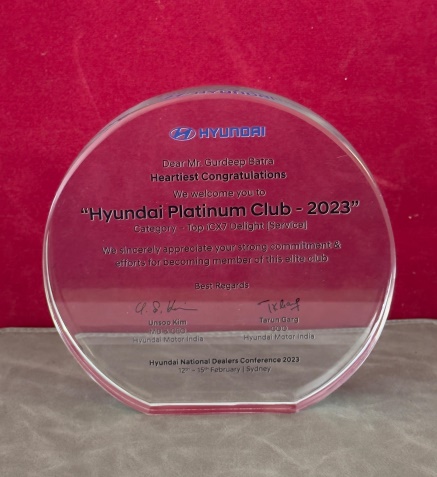 HYUNDAI
Dear Mr. Gurdeep Batra
Heartiest Congratulations
We welcome you to
“Hyundai Platinum Club - 2023”
Category - Top iGX7 Delight (Service)
We sincerely appreciate your strong commitment &
efforts for becoming member of this elite club
Best Regards
Unsoo Kim
Hyundai Motor India
Tarun Garg
COO
Hyundai Motor India
Hyundai National Dealers Conference 2023
12th - 15th February | Sydney